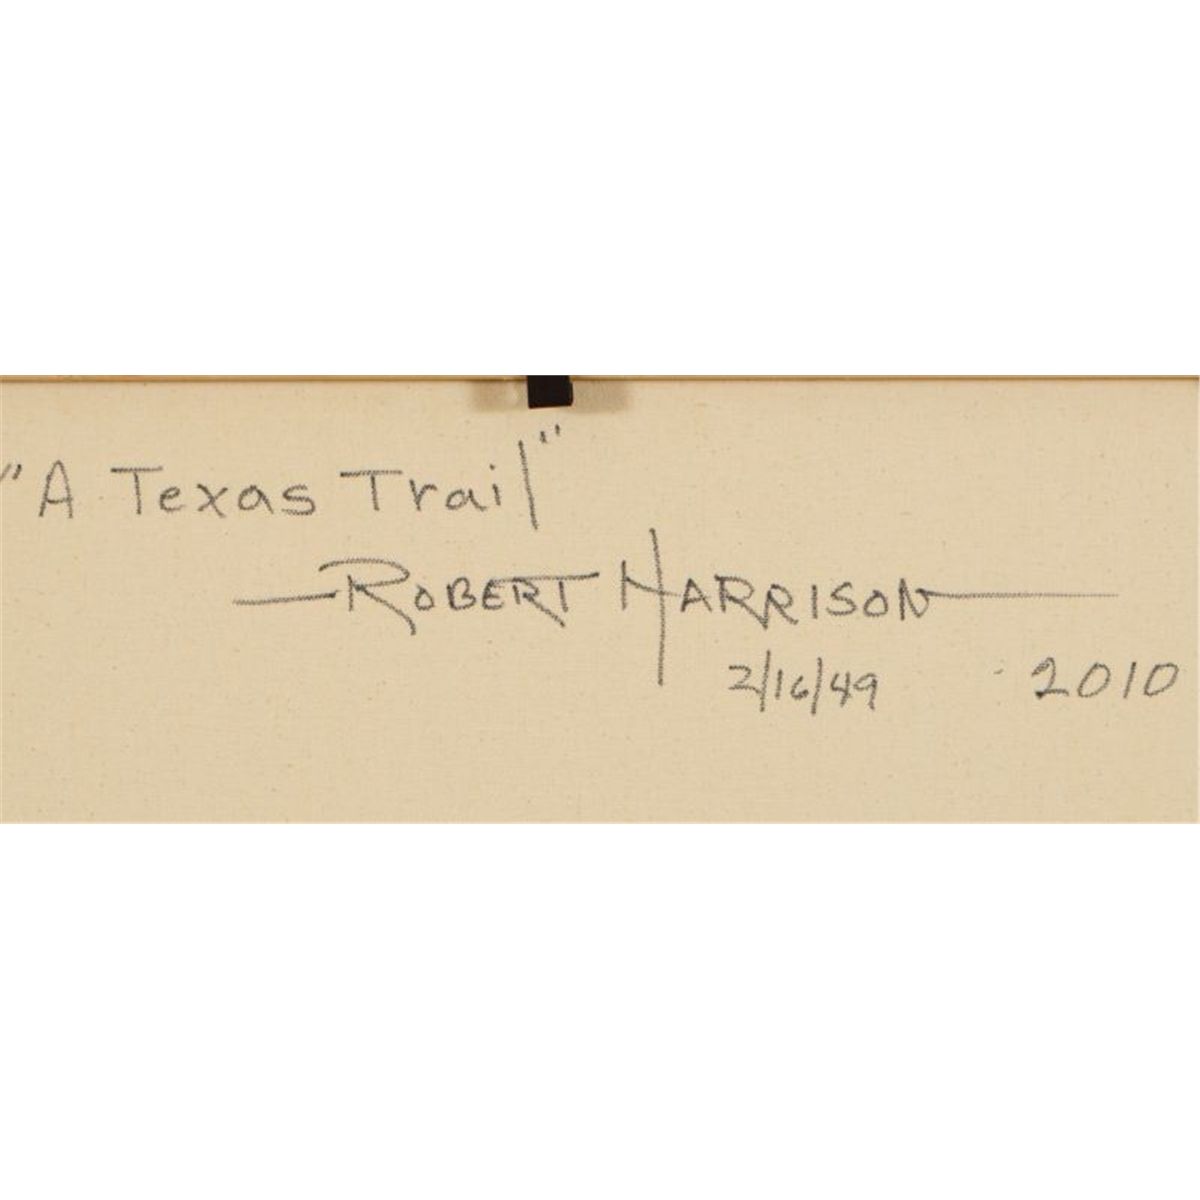 "A Texas Trail"
ROBERT HARRISON
2/16/49 2010